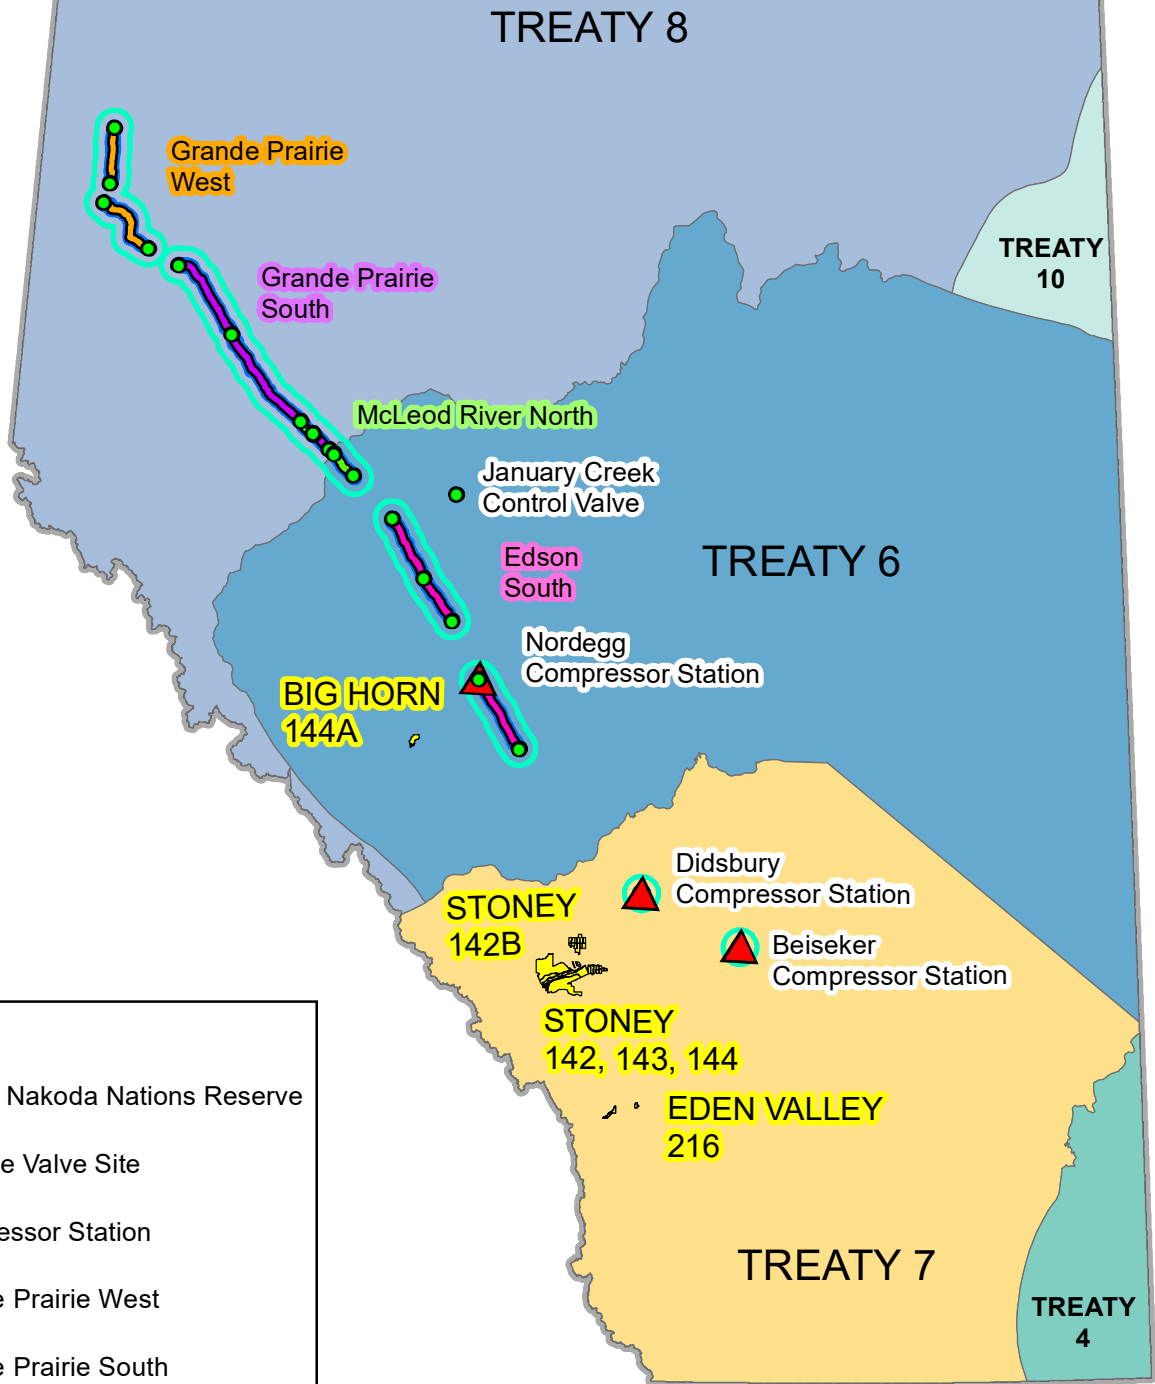 TREATY 8
Grande Prairie
West
TREATY
10
Grande Prairie
South
McLeod River North
January Creek
Control Valve
Edson
South
TREATY 6
Nordegg
Compressor Station
BIG HORN
144A
Didsbury
Compressor Station
STONEY
142B
Beiseker
Compressor Station
STONEY
142, 143, 144
Nakoda Nations Reserve
EDEN VALLEY
216
Valve Site
Station
Prairie West
TREATY 7
TREATY
4
Prairie South